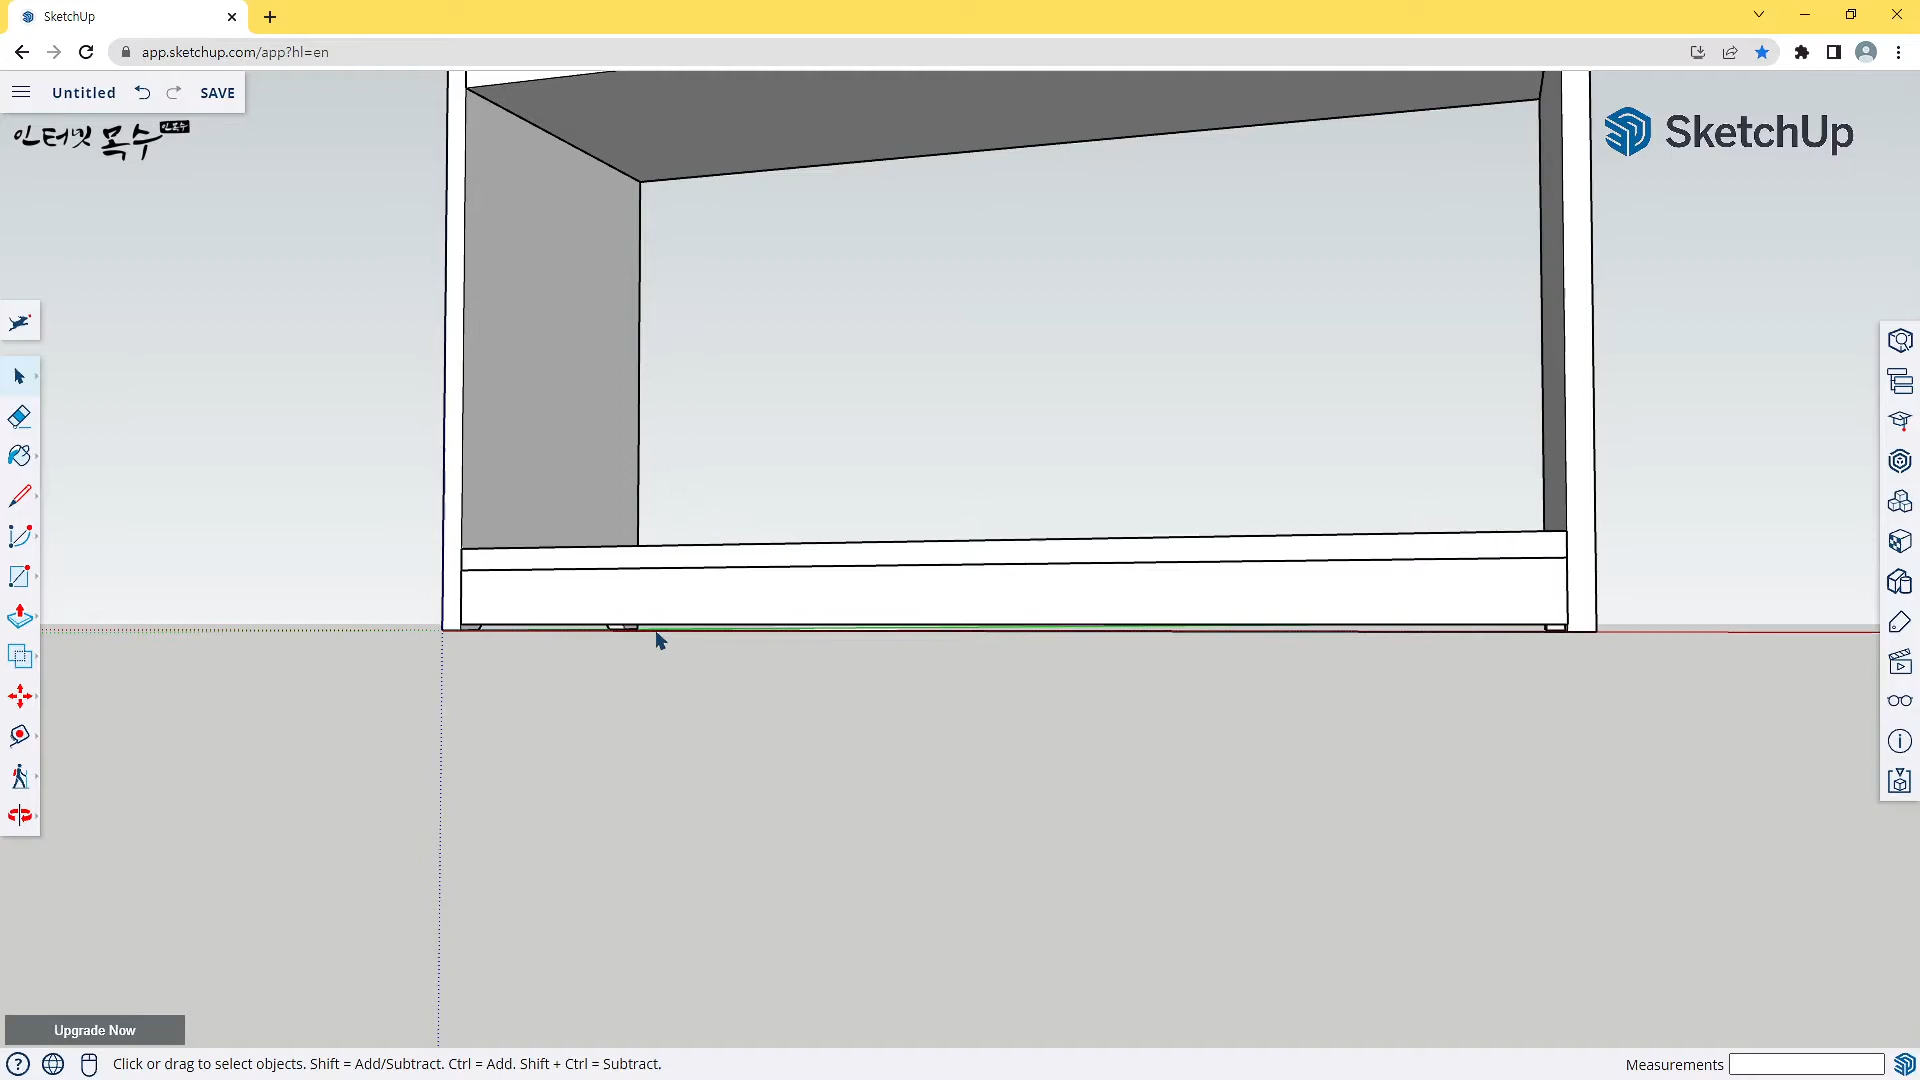 SketchUp
app.sketchup.com/app?hl=en
Untitled SAVE
인터넷 목수
SketchUp
Upgrade Now
Click or drag to select objects. Shift = Add/Subtract. Ctrl = Add. Shift + Ctrl = Subtract.
Measurements